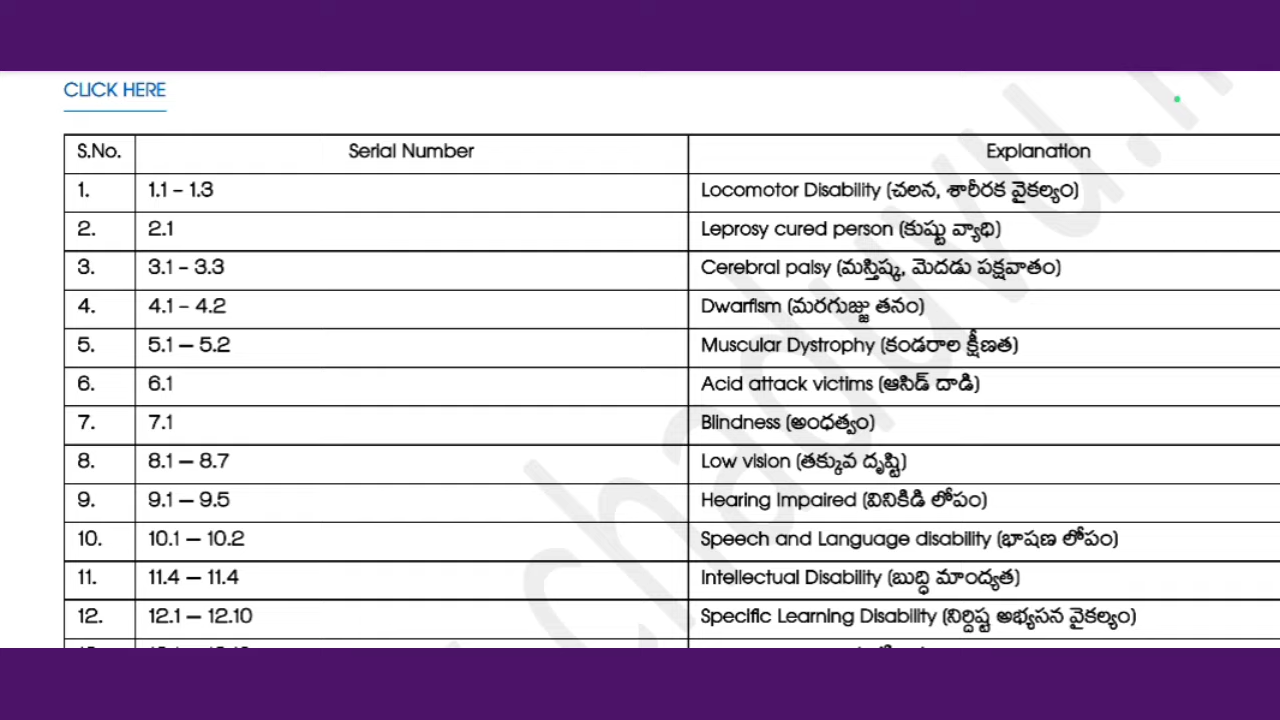 CLICK HERE
S.No. Serial Number Explanation
1. 1.1 – 1.3 Locomotor Disability (చలన, శారీరక వైకల్యం)
2. 2.1 Leprosy cured person (కుష్టు వ్యాధి)
3. 3.1 – 3.3 Cerebral palsy (మస్తిష్క, మెదడు పక్షవాతం)
4. 4.1 – 4.2 Dwarfism (మరగుజ్జు తనం)
5. 5.1 – 5.2 Muscular Dystrophy (కండరాల క్షీణత)
6. 6.1 Acid attack victims (ఆసిడ్ దాడి)
7. 7.1 Blindness (అంధత్వం)
8. 8.1 – 8.7 Low vision (తక్కువ దృష్టి)
9. 9.1 – 9.5 Hearing Impaired (వినికిడి లోపం)
10. 10.1 – 10.2 Speech and Language disability (భాషణ లోపం)
11. 11.4 – 11.4 Intellectual Disability (బుద్ధి మాంద్యత)
12. 12.1 – 12.10 Specific Learning Disability (నిర్దిష్ట అభ్యసన వైకల్యం)
chaduvu.n